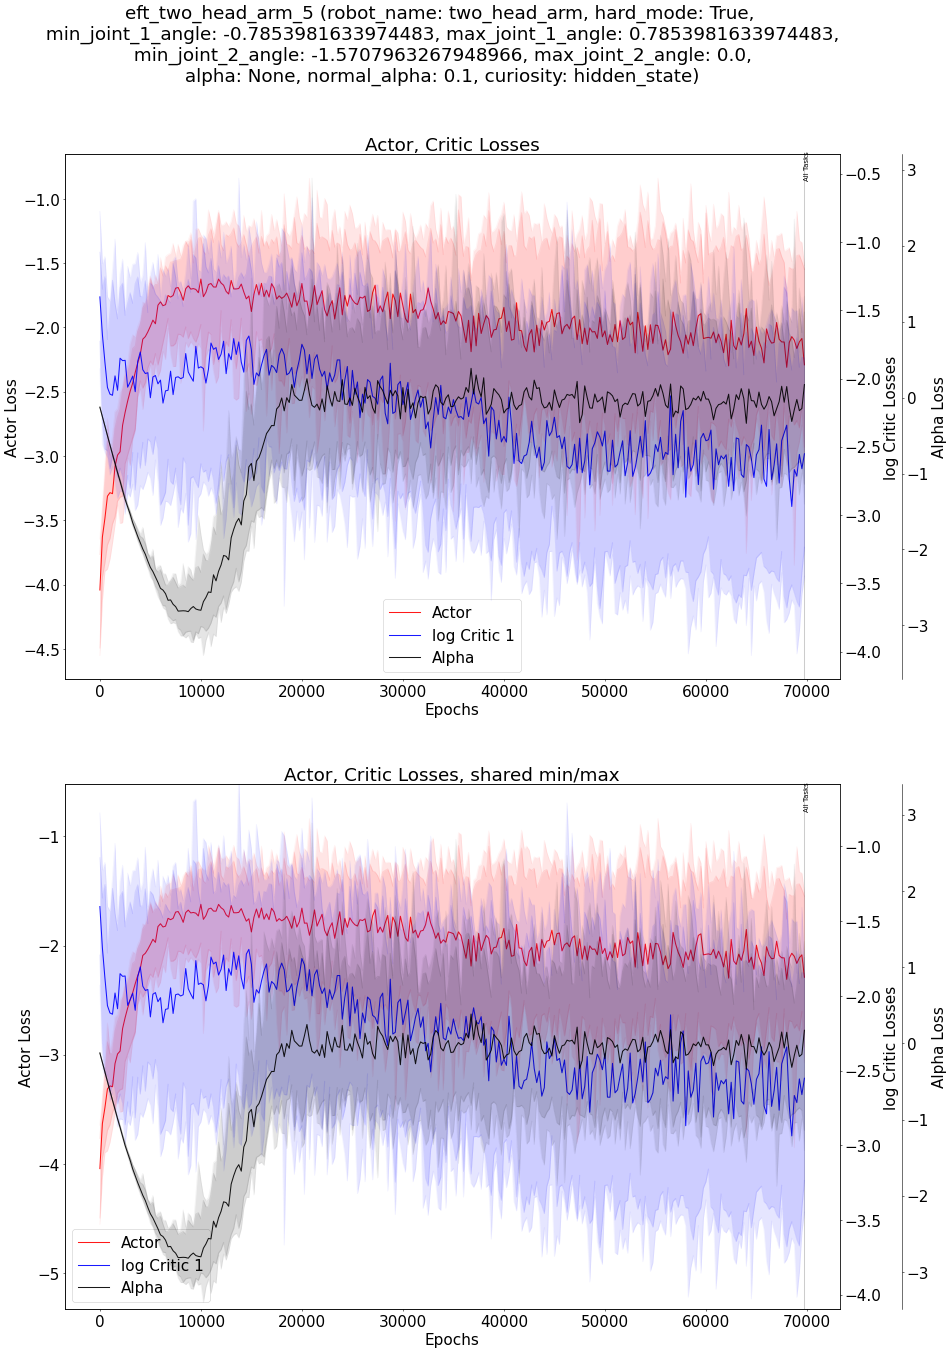 eft_two_head_arm_5 (robot_name: two_head_arm, hard_mode: True,
min_joint_1_angle: -0.7853981633974483, max_joint_1_angle: 0.7853981633974483,
min_joint_2_angle: -1.5707963267948966, max_joint_2_angle: 0.0,
alpha: None, normal_alpha: 0.1, curiosity: hidden_state)
Actor, Critic Losses
All Tasks
−1.0
−1.5
−2.0
−2.5
−3.0
−3.5
−4.0
−4.5
Actor Loss
−0.5
−1.0
−1.5
−2.0
−2.5
−3.0
−3.5
−4.0
log Critic Losses
3
2
1
0
−1
−2
−3
Alpha Loss
Actor
log Critic 1
Alpha
0 10000 20000 30000 40000 50000 60000 70000
Epochs
Actor, Critic Losses, shared min/max
All Tasks
−1
−2
−3
−4
−5
Actor Loss
−1.0
−1.5
−2.0
−2.5
−3.0
−3.5
−4.0
log Critic Losses
3
2
1
0
−1
−2
−3
Alpha Loss
Actor
log Critic 1
Alpha
0 10000 20000 30000 40000 50000 60000 70000
Epochs